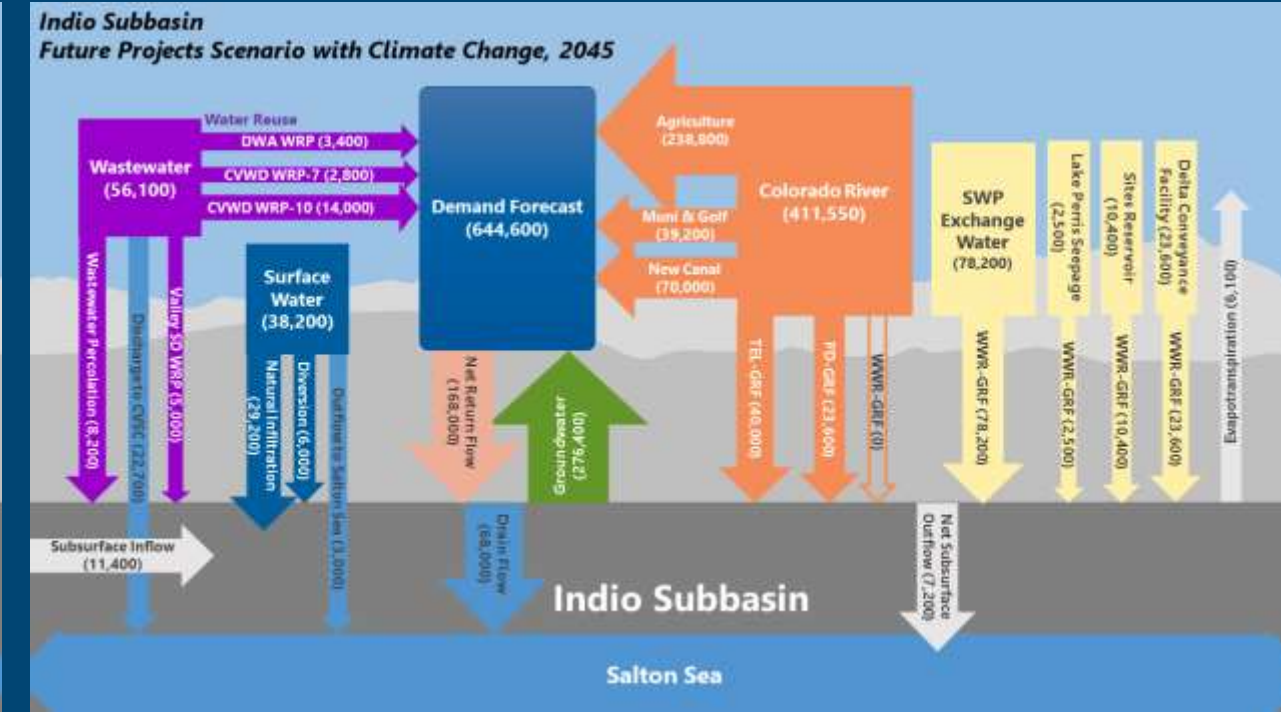 Indio Subbasin
Future Projects Scenario with Climate Change, 2045
Water Reuse
DWA WRP (3,400)
CVWD WRP-7 (2,800)
CVWD WRP-10 (14,000)
Wastewater
(56,100)
Wastewater Percolation (8,200)
Discharge to CVSC (22,700)
Valley SD WRP (5,000)
Surface
Water
(38,200)
Natural Infiltration
(29,200)
Diversion (6,000)
Outflow to Salton Sea (3,000)
Demand Forecast
(644,600)
Net Return Flow
(168,000)
Groundwater
(276,400)
Drain Flow
(68,000)
Agriculture
(238,800)
Muni & Golf
(39,200)
New Canal
(70,000)
Colorado River
(411,550)
TEL-GRF (40,000)
PD-GRF (23,600)
WWR-GRF (0)
SWP
Exchange
Water
(78,200)
WWR-GRF (78,200)
Lake Perris Seepage
(2,500)
WWR-GRF (2,500)
Sites Reservoir
(10,400)
WWR-GRF (10,400)
Delta Conveyance
Facility (23,600)
WWR-GRF (23,600)
Evapotranspiration (6,100)
Subsurface Inflow
(11,400)
Net Subsurface
Outflow (7,200)
Indio Subbasin
Salton Sea